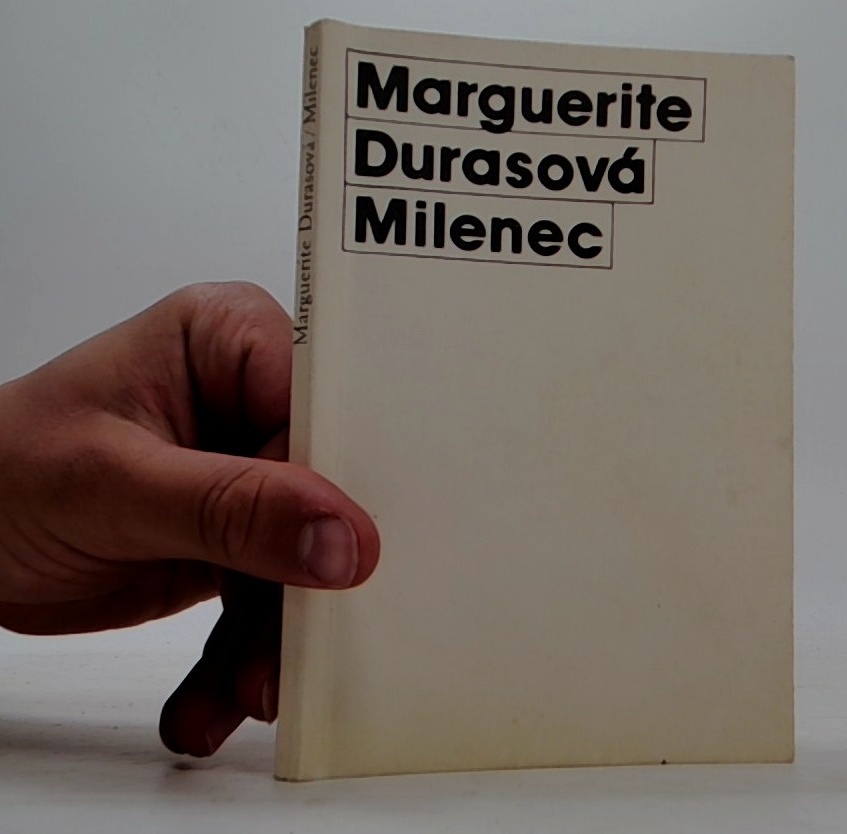 Marguerite
Durasová
Milenec
Marguerite Durasová / Milenec